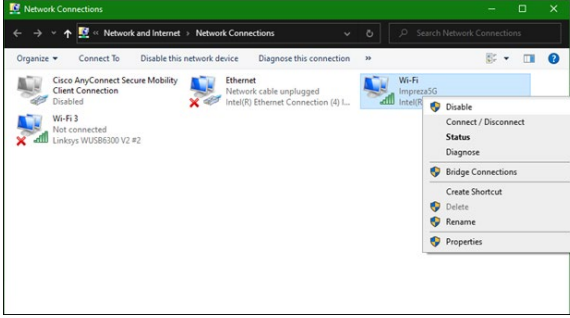 Network Connections
« Network and Internet › Network Connections
Search Network Connections
Organize
Connect To
Disable this network device
Diagnose this connection
»
Cisco AnyConnect Secure Mobility
Client Connection
Disabled
Ethernet
Network cable unplugged
Intel(R) Ethernet Connection (4) I...
Wi-Fi
Impreza5G
Intel(R
Wi-Fi 3
Not connected
Linksys WUSB6300 V2 #2
Disable
Connect / Disconnect
Status
Diagnose
Bridge Connections
Create Shortcut
Delete
Rename
Properties